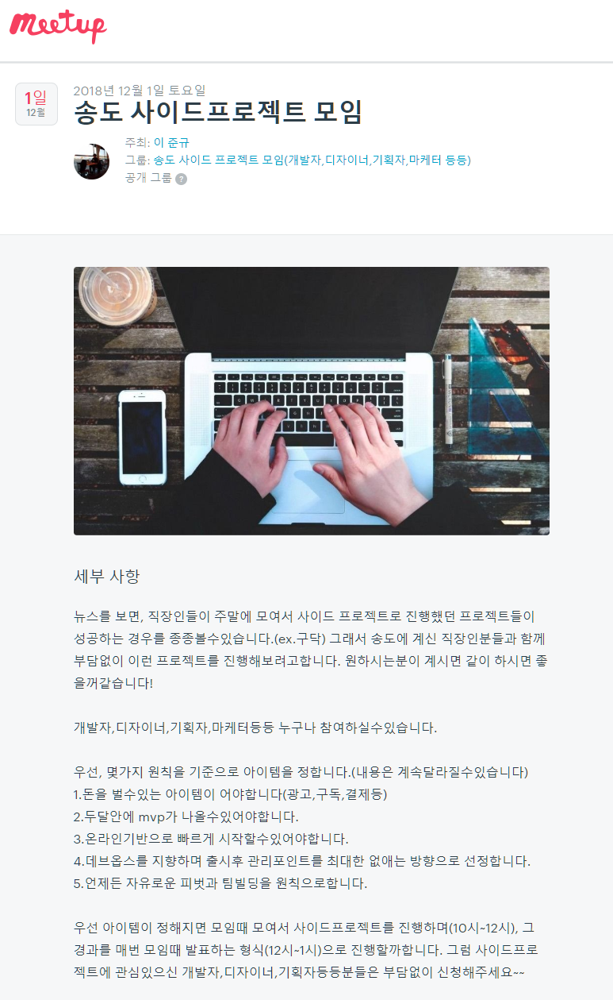 Meetup
1일
12월
2018년 12월 1일 토요일
송도 사이드프로젝트 모임
주최: 이 준규
그룹: 송도 사이드 프로젝트 모임(개발자,디자이너,기획자,마케터 등등)
공개 그룹 ?
세부 사항
뉴스를 보면, 직장인들이 주말에 모여서 사이드 프로젝트로 진행했던 프로젝트들이
성공하는 경우를 종종볼수있습니다.(ex.구닥) 그래서 송도에 계신 직장인분들과 함께
부담없이 이런 프로젝트를 진행해보려고합니다. 원하시는분이 계시면 같이 하시면 좋
을꺼같습니다!
개발자,디자이너,기획자,마케터등등 누구나 참여하실수있습니다.
우선, 몇가지 원칙을 기준으로 아이템을 정합니다.(내용은 계속달라질수있습니다)
1.돈을 벌수있는 아이템이 어야합니다(광고,구독,결제등)
2.두달안에 mvp가 나올수있어야합니다.
3.온라인기반으로 빠르게 시작할수있어야합니다.
4.데브옵스를 지향하며 출시후 관리포인트를 최대한 없애는 방향으로 선정합니다.
5.언제든 자유로운 피벗과 팀빌딩을 원칙으로합니다.
우선 아이템이 정해지면 모임때 모여서 사이드프로젝트를 진행하며(10시~12시), 그
경과를 매번 모임때 발표하는 형식(12시~1시)으로 진행할까합니다. 그럼 사이드프로
젝트에 관심있으신 개발자,디자이너,기획자등등분들은 부담없이 신청해주세요~~